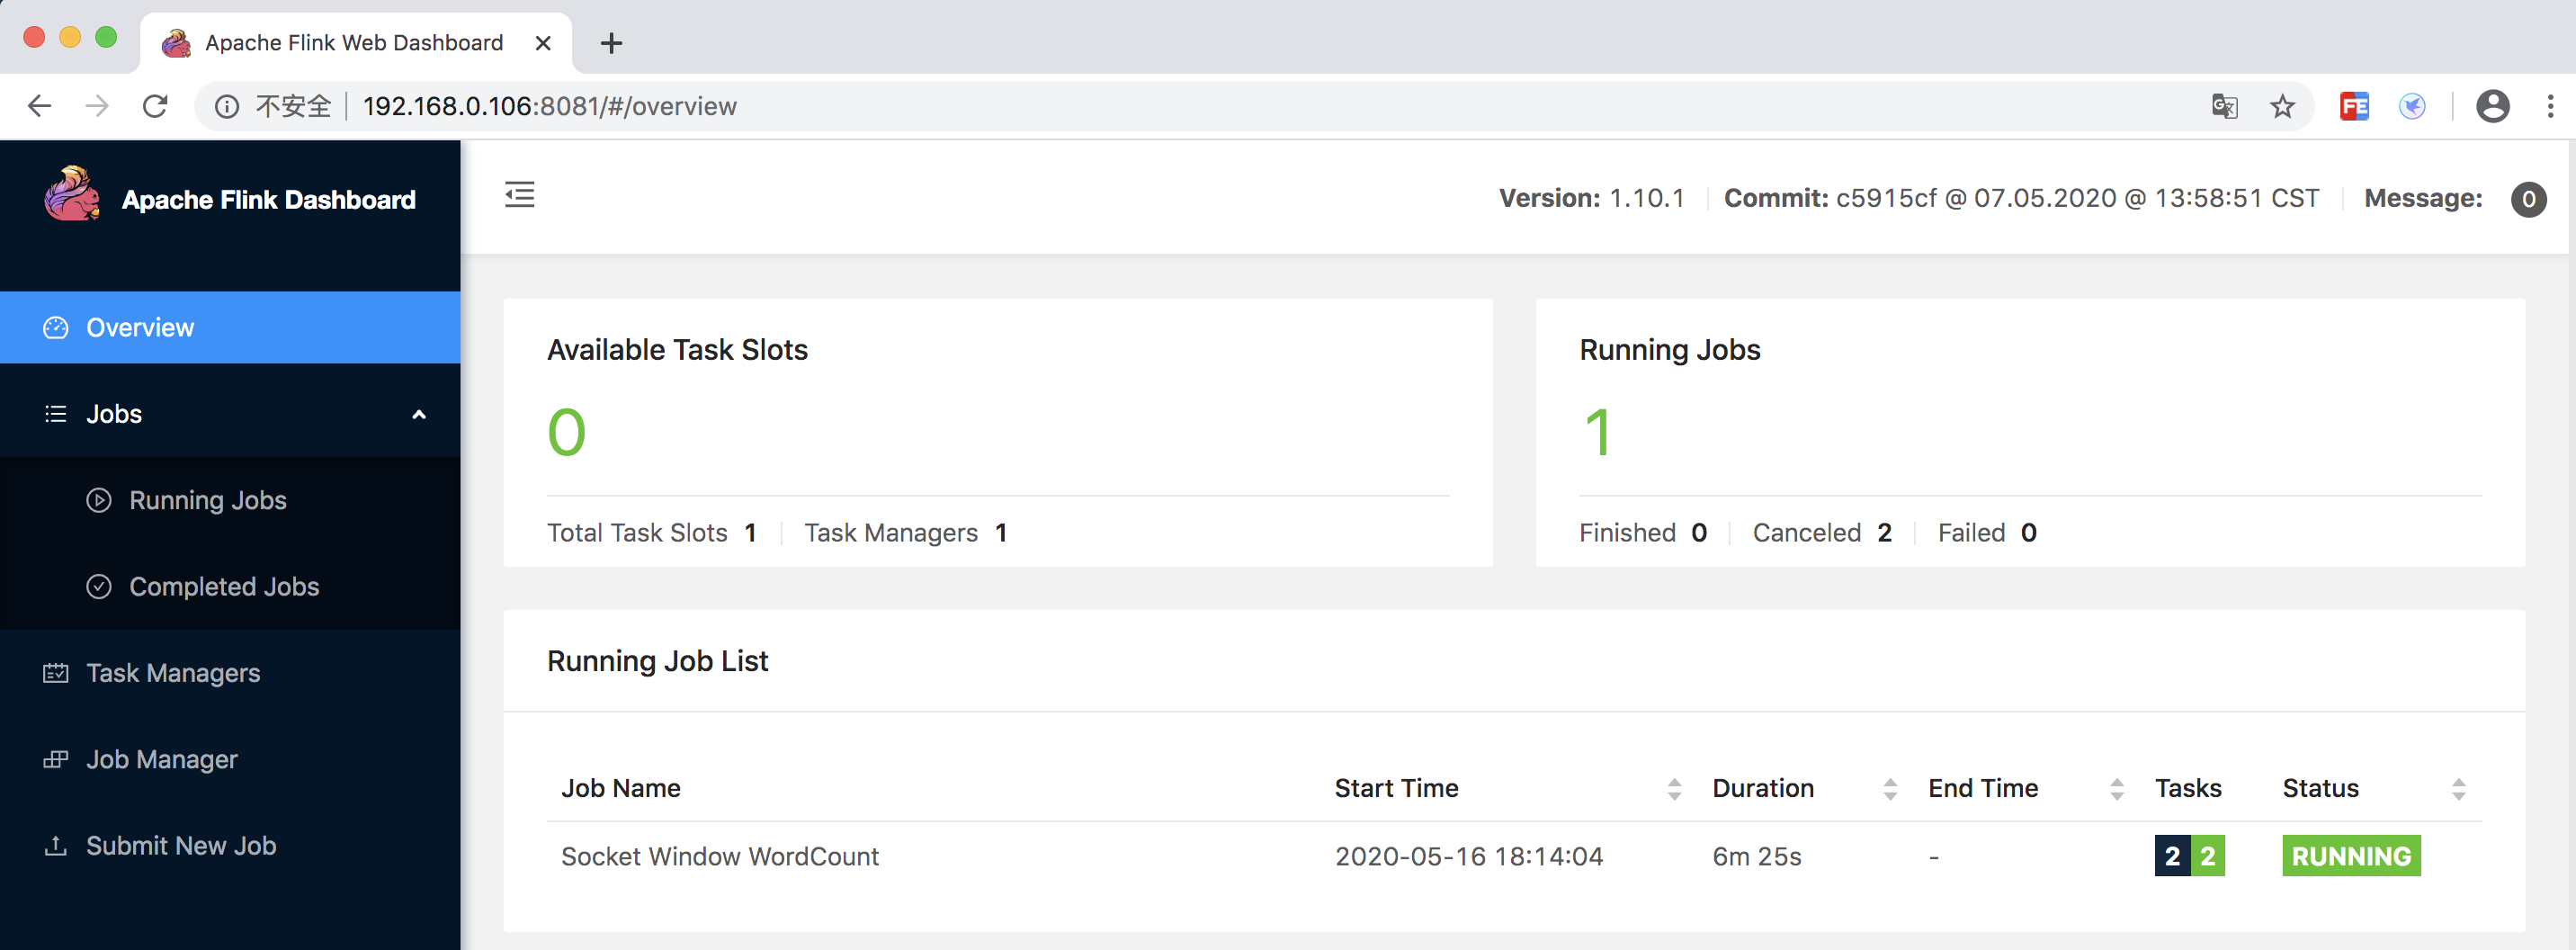 Apache Flink Web Dashboard
不安全 192.168.0.106:8081/#/overview
Apache Flink Dashboard
Version: 1.10.1 Commit: c5915cf @ 07.05.2020 @ 13:58:51 CST Message: 0
Overview
Jobs
Running Jobs
Completed Jobs
Task Managers
Job Manager
Submit New Job
Available Task Slots
0
Total Task Slots 1 Task Managers 1
Running Jobs
1
Finished 0 Canceled 2 Failed 0
Running Job List
Job Name Start Time Duration End Time Tasks Status
Socket Window WordCount 2020-05-16 18:14:04 6m 25s - 2 2 RUNNING